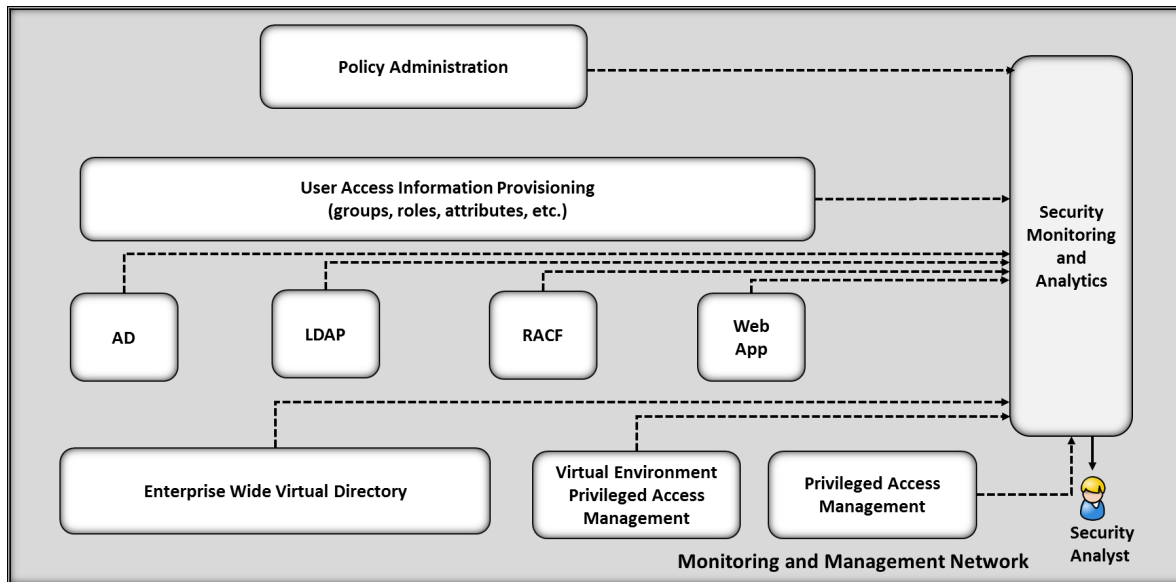 Policy Administration
User Access Information Provisioning
(groups, roles, attributes, etc.)
Security
Monitoring
and
Analytics
AD
LDAP
RACF
Web
App
Enterprise Wide Virtual Directory
Virtual Environment
Privileged Access
Management
Privileged Access
Management
Security
Analyst
Monitoring and Management Network